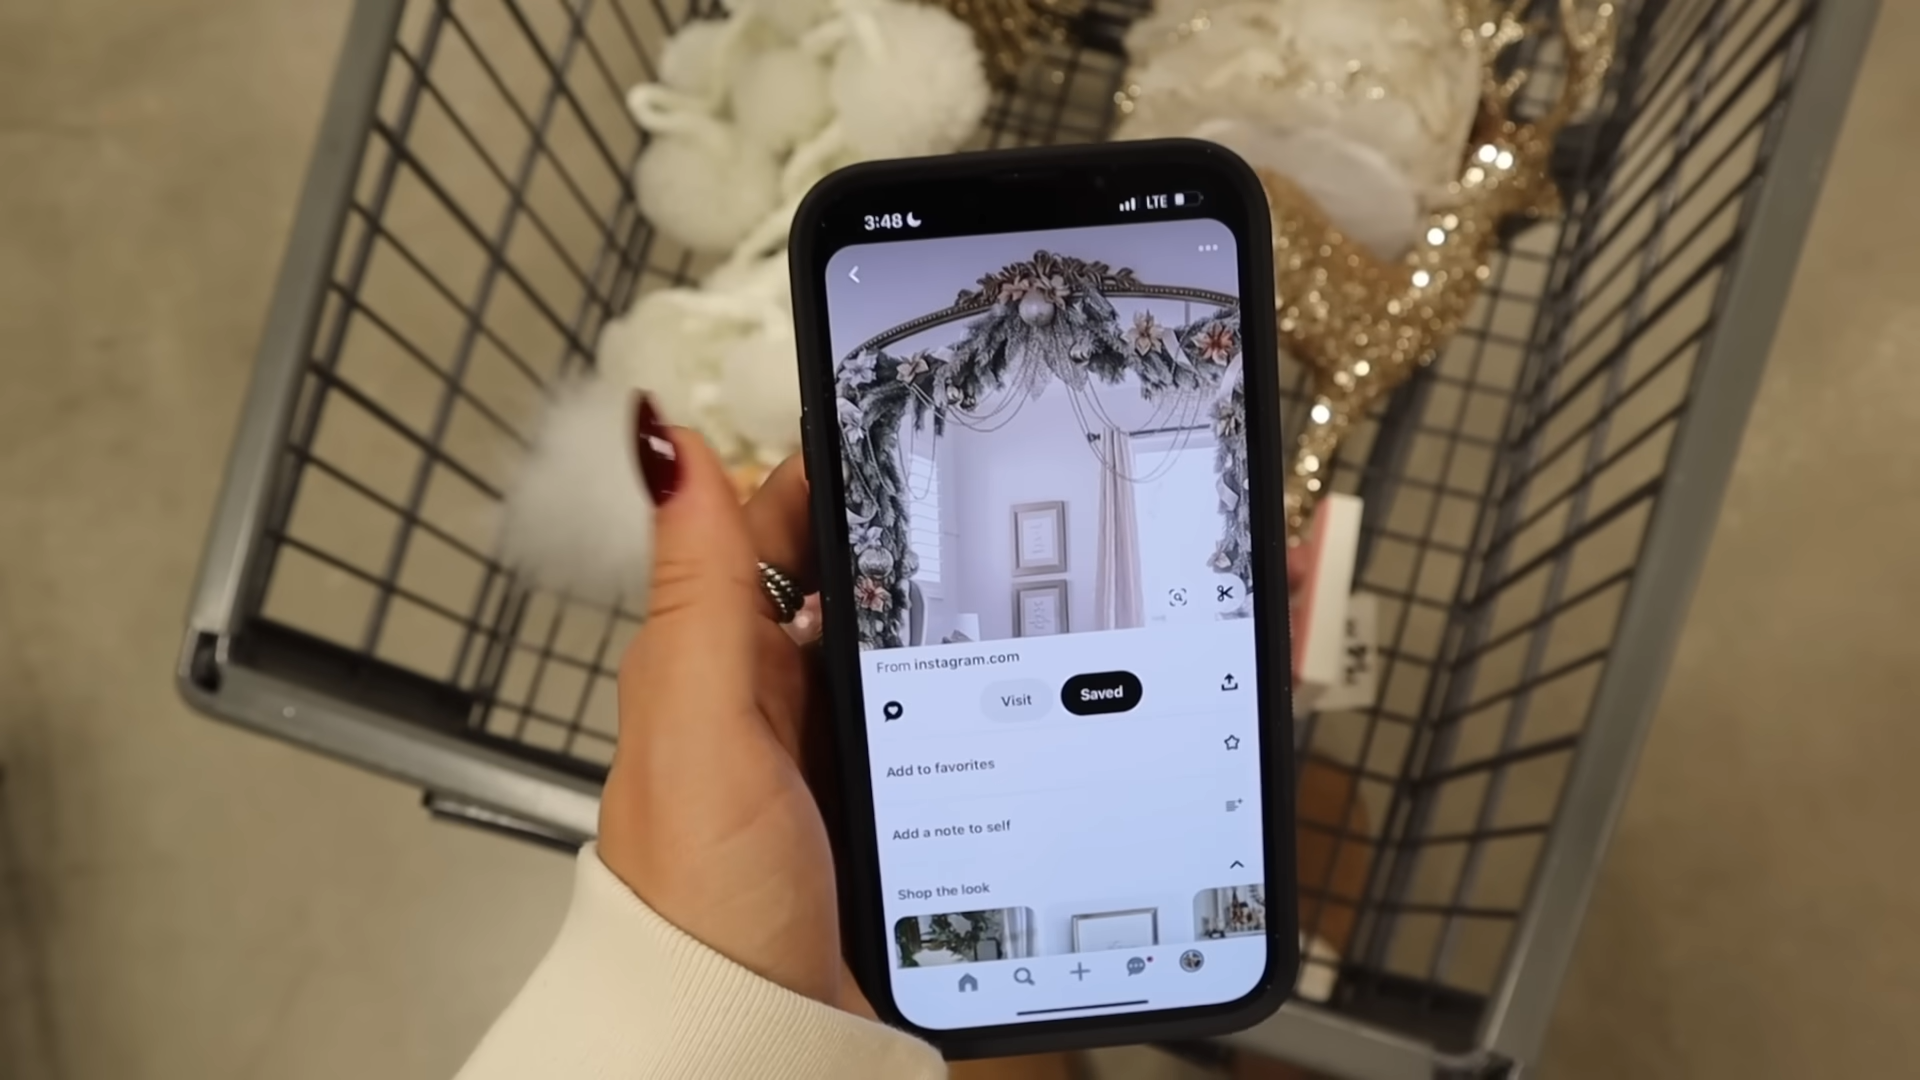 3:48
LTE
From instagram.com
Visit
Saved
Add to favorites
Add a note to self
Shop the look